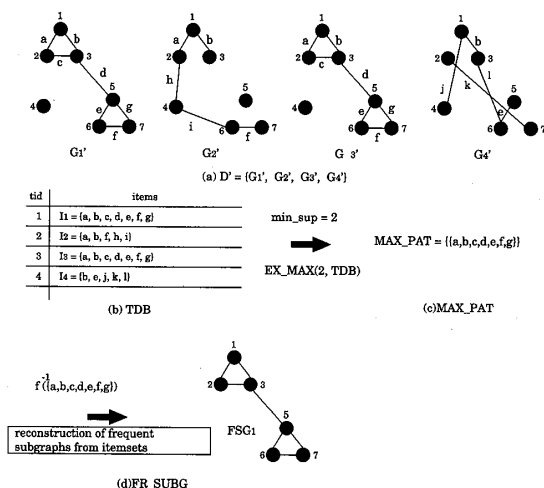 1
a b
2 c 3
d
5
4
e g
6 f 7
G1'
1
a b
2 3
h
5
4
i
6 f 7
G2'
1
a b
2 c 3
d
5
4
e g
6 f 7
G 3'
1
b
2 3
l
j k 5
4
e
6 7
G4'
(a) D' = {G1', G2', G3', G4'}
tid items
1 I1 = {a, b, c, d, e, f, g}
2 I2 = {a, b, f, h, i}
3 I3 = {a, b, c, d, e, f, g}
4 I4 = {b, e, j, k, l}
(b) TDB
min_sup = 2
EX_MAX(2, TDB)
MAX_PAT = {{a,b,c,d,e,f,g}}
(c)MAX_PAT
f-1({a,b,c,d,e,f,g})
reconstruction of frequent
subgraphs from itemsets
1
2 3
5
FSG1
6 7
(d)FR_SUBG